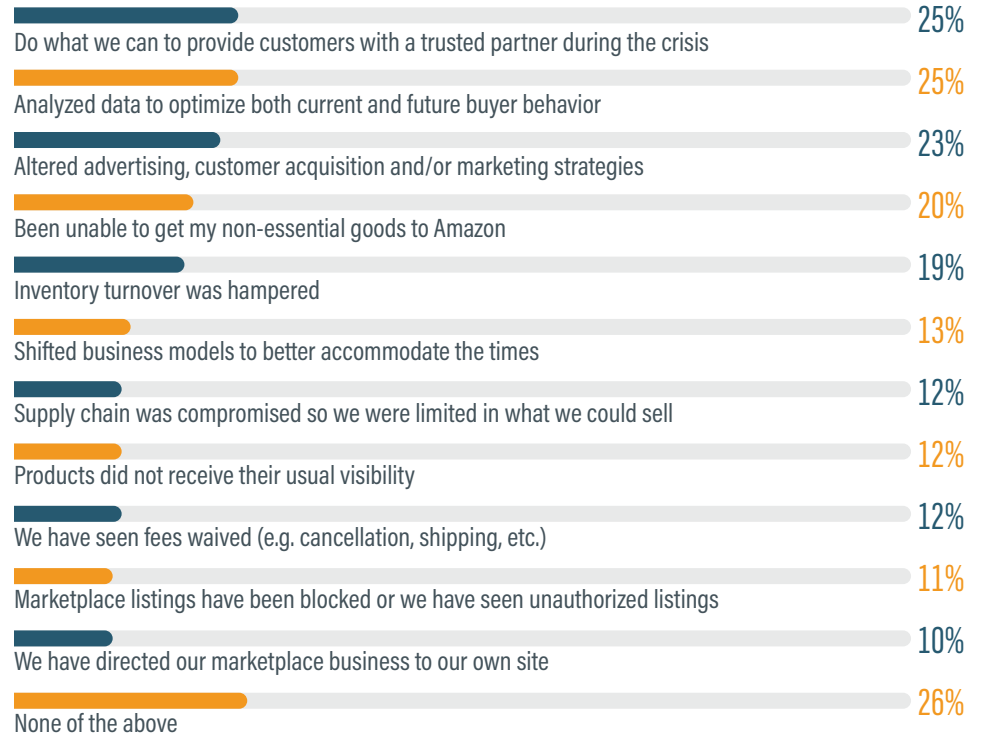 25%
Do what we can to provide customers with a trusted partner during the crisis
25%
Analyzed data to optimize both current and future buyer behavior
23%
Altered advertising, customer acquisition and/or marketing strategies
20%
Been unable to get my non-essential goods to Amazon
19%
Inventory turnover was hampered
13%
Shifted business models to better accommodate the times
12%
Supply chain was compromised so we were limited in what we could sell
12%
Products did not receive their usual visibility
12%
We have seen fees waived (e.g. cancellation, shipping, etc.)
11%
Marketplace listings have been blocked or we have seen unauthorized listings
10%
We have directed our marketplace business to our own site
26%
None of the above